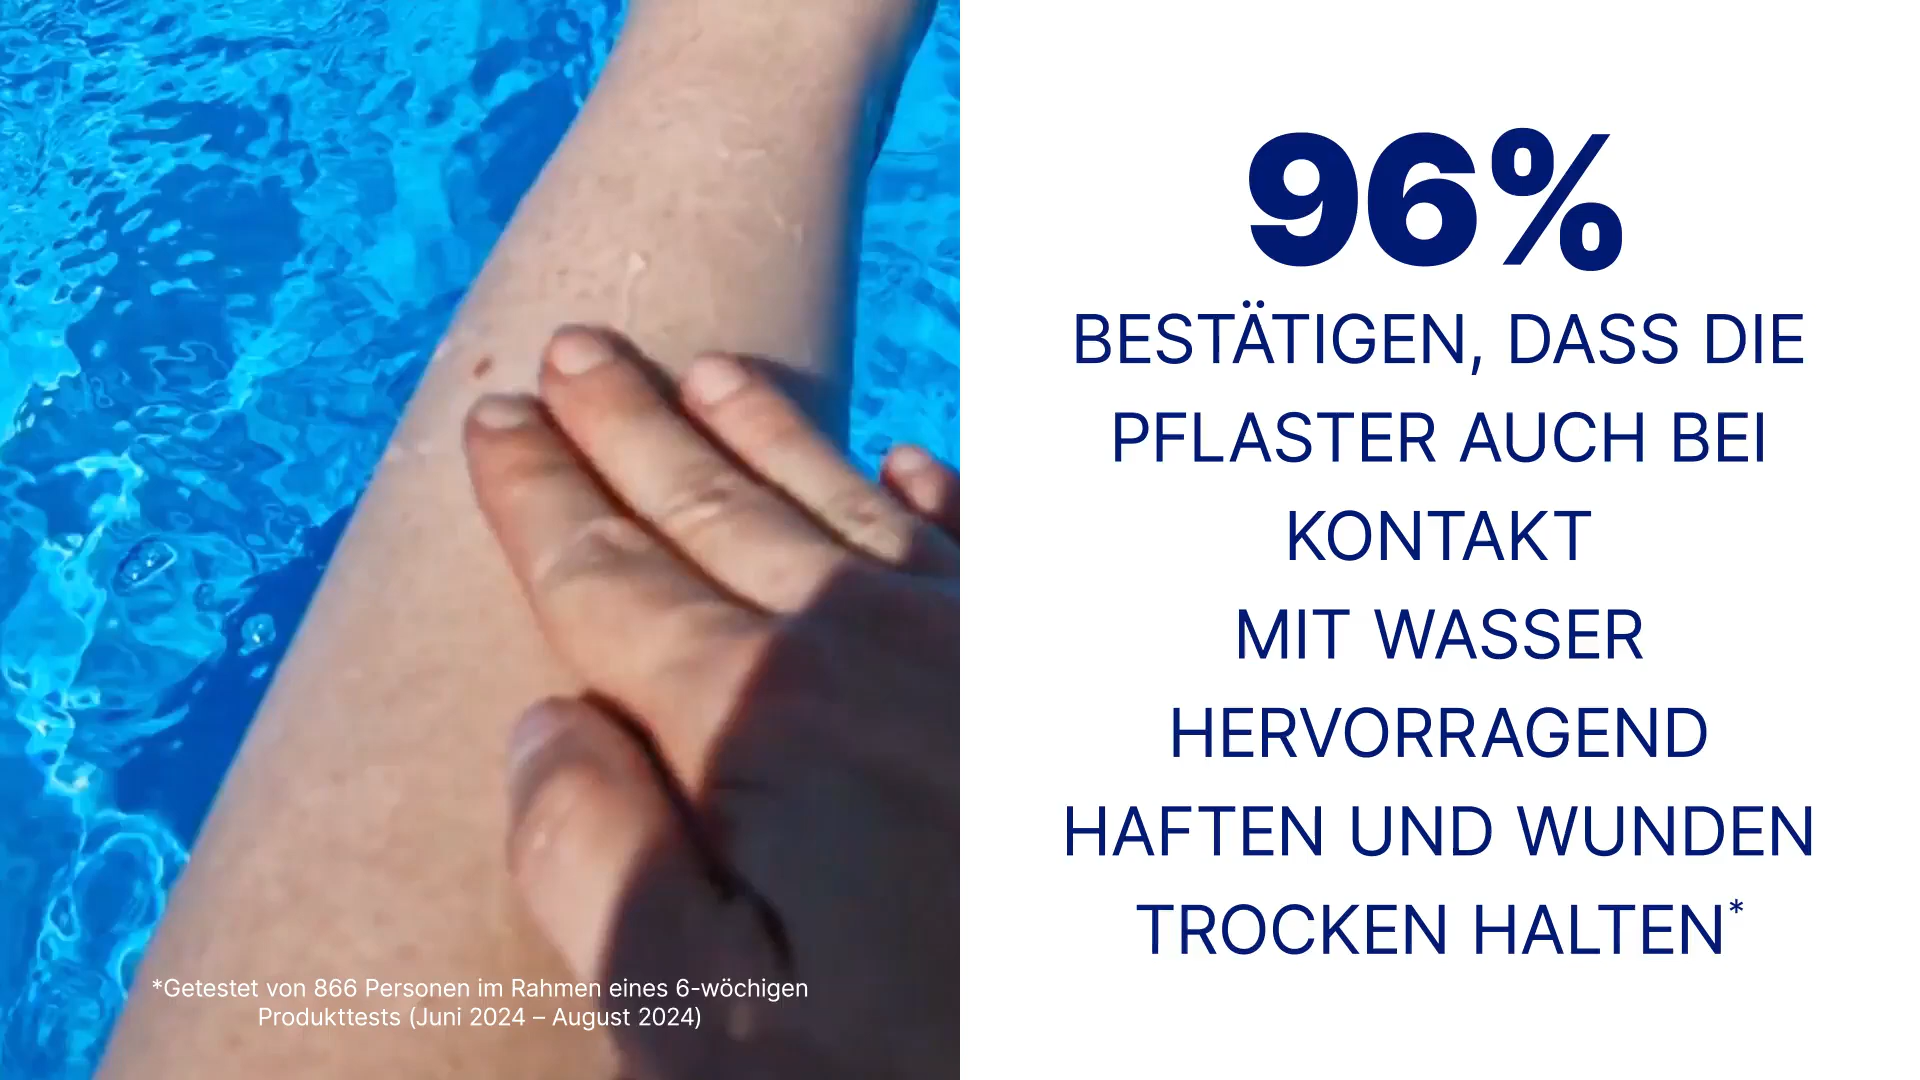 96%
BESTÄTIGEN, DASS DIE
PFLASTER AUCH BEI
KONTAKT
MIT WASSER
HERVORRAGEND
HAFTEN UND WUNDEN
TROCKEN HALTEN*
*Getestet von 866 Personen im Rahmen eines 6-wöchigen
Produkttests (Juni 2024 – August 2024)